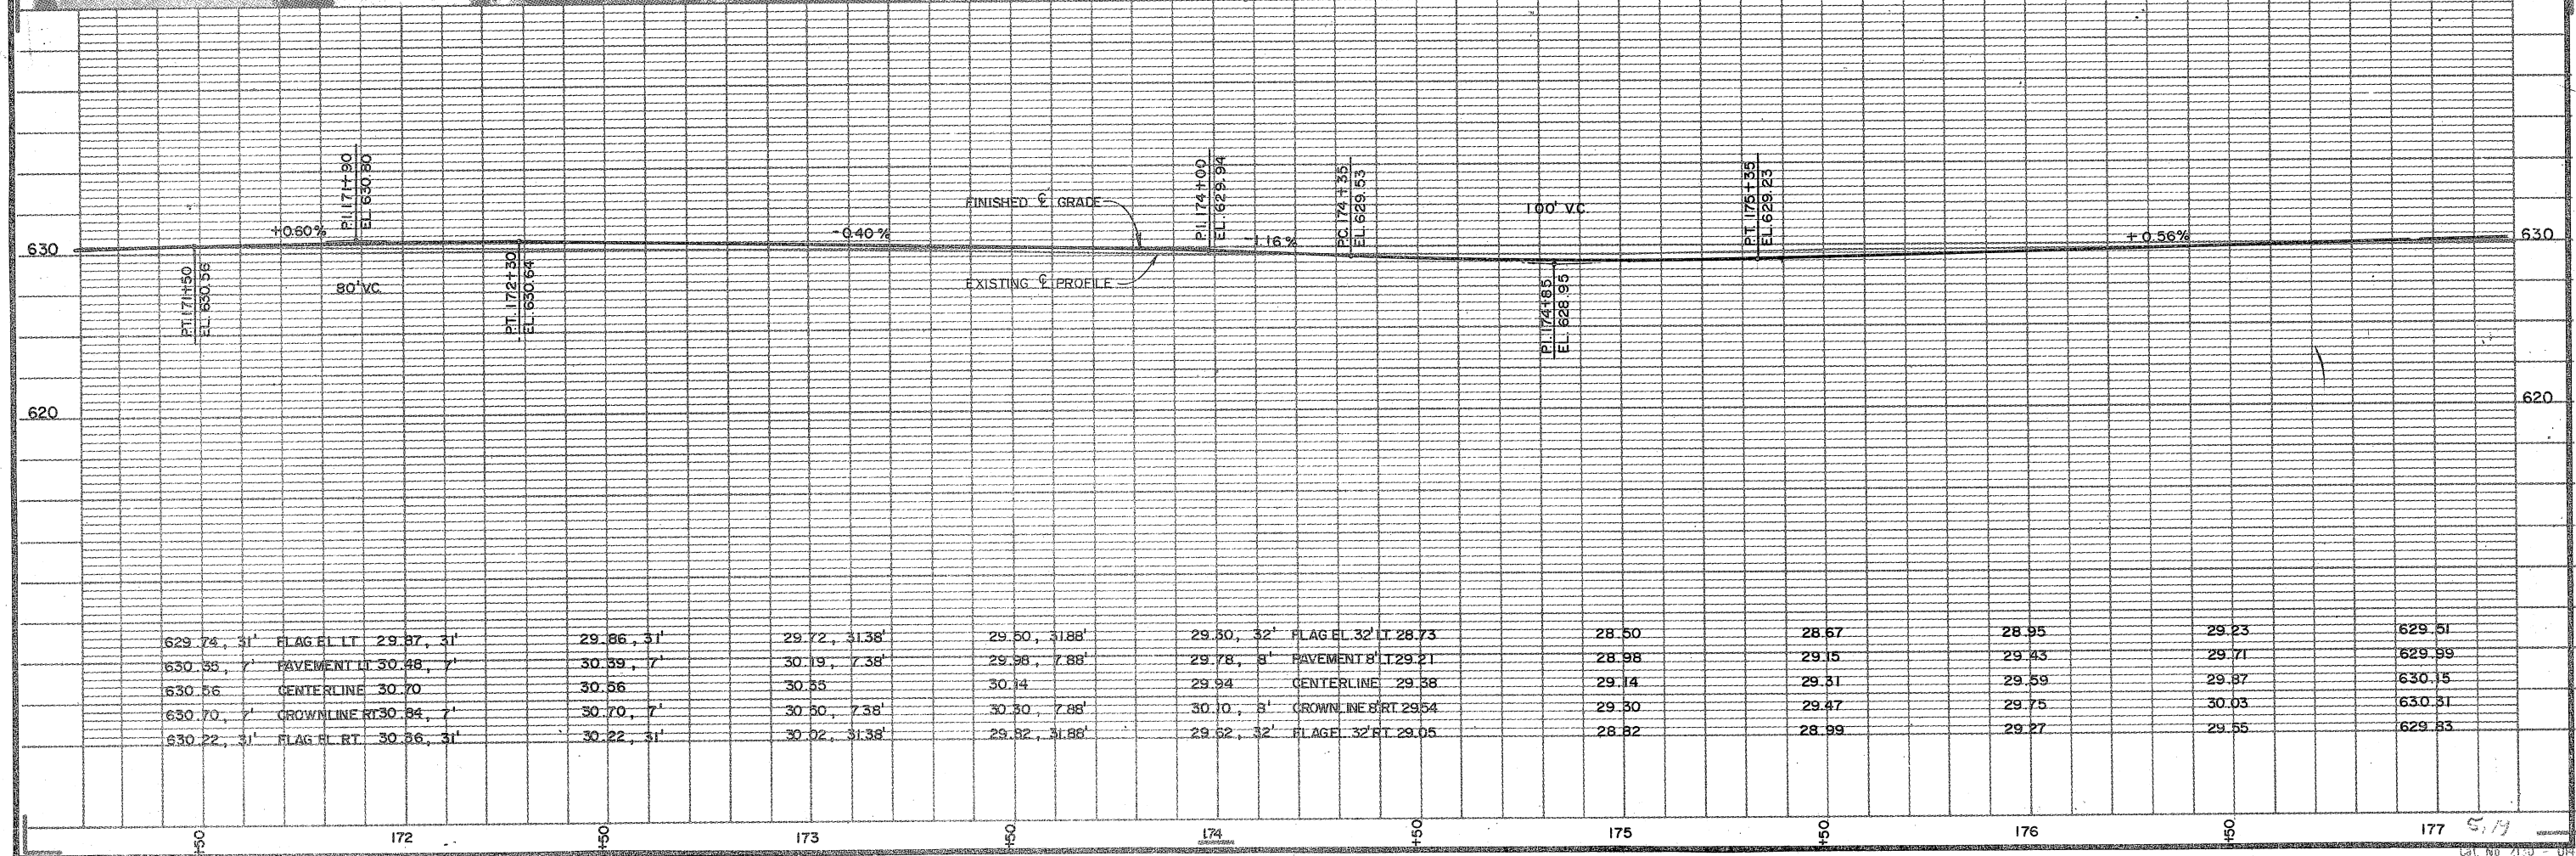 P.I. 171+90
EL. 630.80
P.I. 174+00
EL. 629.94
P.C. 174+35
EL. 629.53
P.T. 175+35
EL. 629.23
FINISHED ℄ GRADE
100' V.C.
+0.60%
-0.40%
-1.16%
+0.56%
630
630
P.T. 171+50
EL. 630.56
80' V.C.
P.T. 172+30
EL. 630.64
EXISTING ℄ PROFILE
P.I. 174+85
EL. 628.95
620
620
629.74, 31' FLAG EL. LT. 29.87, 31' 29.86, 31' 29.72, 31.38' 29.50, 31.88' 29.30, 32' FLAG EL. 32' LT. 28.73 28.50 28.67 28.95 29.23 629.51
630.35, 7' PAVEMENT LT. 30.48, 7' 30.39, 7' 30.19, 7.38' 29.98, 7.88' 29.78, 8' PAVEMENT 8' LT. 29.21 28.98 29.15 29.43 29.71 629.99
630.56 CENTERLINE 30.70 30.56 30.35 30.14 29.94 CENTERLINE 29.38 29.14 29.31 29.59 29.87 630.15
630.70, 7' CROWNLINE RT. 30.84, 7' 30.70, 7' 30.50, 7.38' 30.30, 7.88' 30.10, 8' CROWNLINE 8' RT. 29.54 29.30 29.47 29.75 30.03 630.31
630.22, 31' FLAG EL. RT. 30.36, 31' 30.22, 31' 30.02, 31.38' 29.82, 31.88' 29.62, 32' FLAG EL. 32' RT. 29.05 28.82 28.99 29.27 29.55 629.83
+50 172 +50 173 +50 174 +50 175 +50 176 +50 177
5,19
Cat. No.